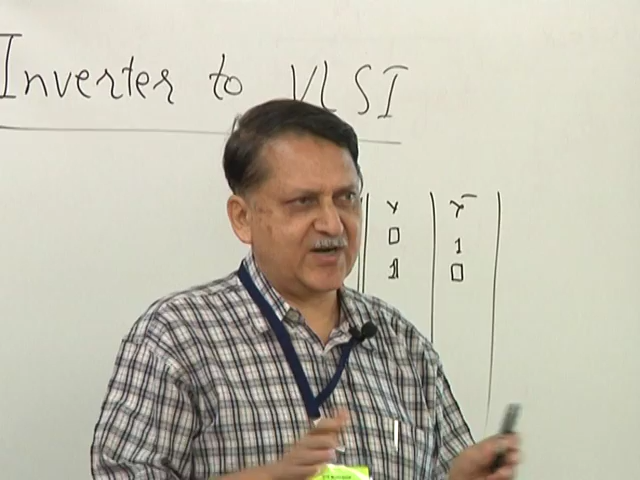 Inverter to VLSI
x x̄
0 1
1 0